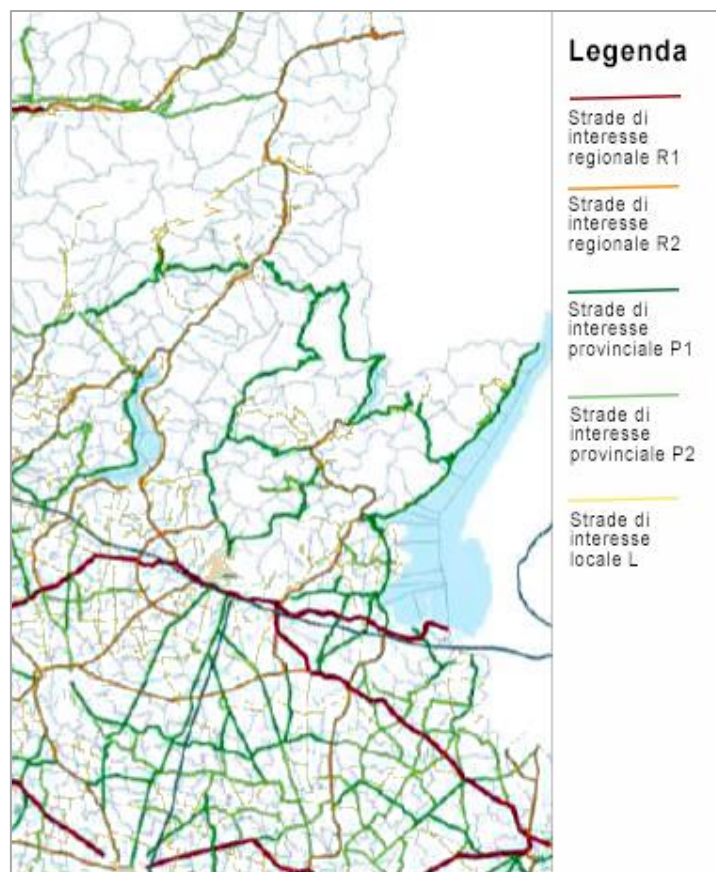 Legenda
Strade di
interesse
regionale R1
Strade di
interesse
regionale R2
Strade di
interesse
provinciale P1
Strade di
interesse
provinciale P2
Strade di
interesse
locale L